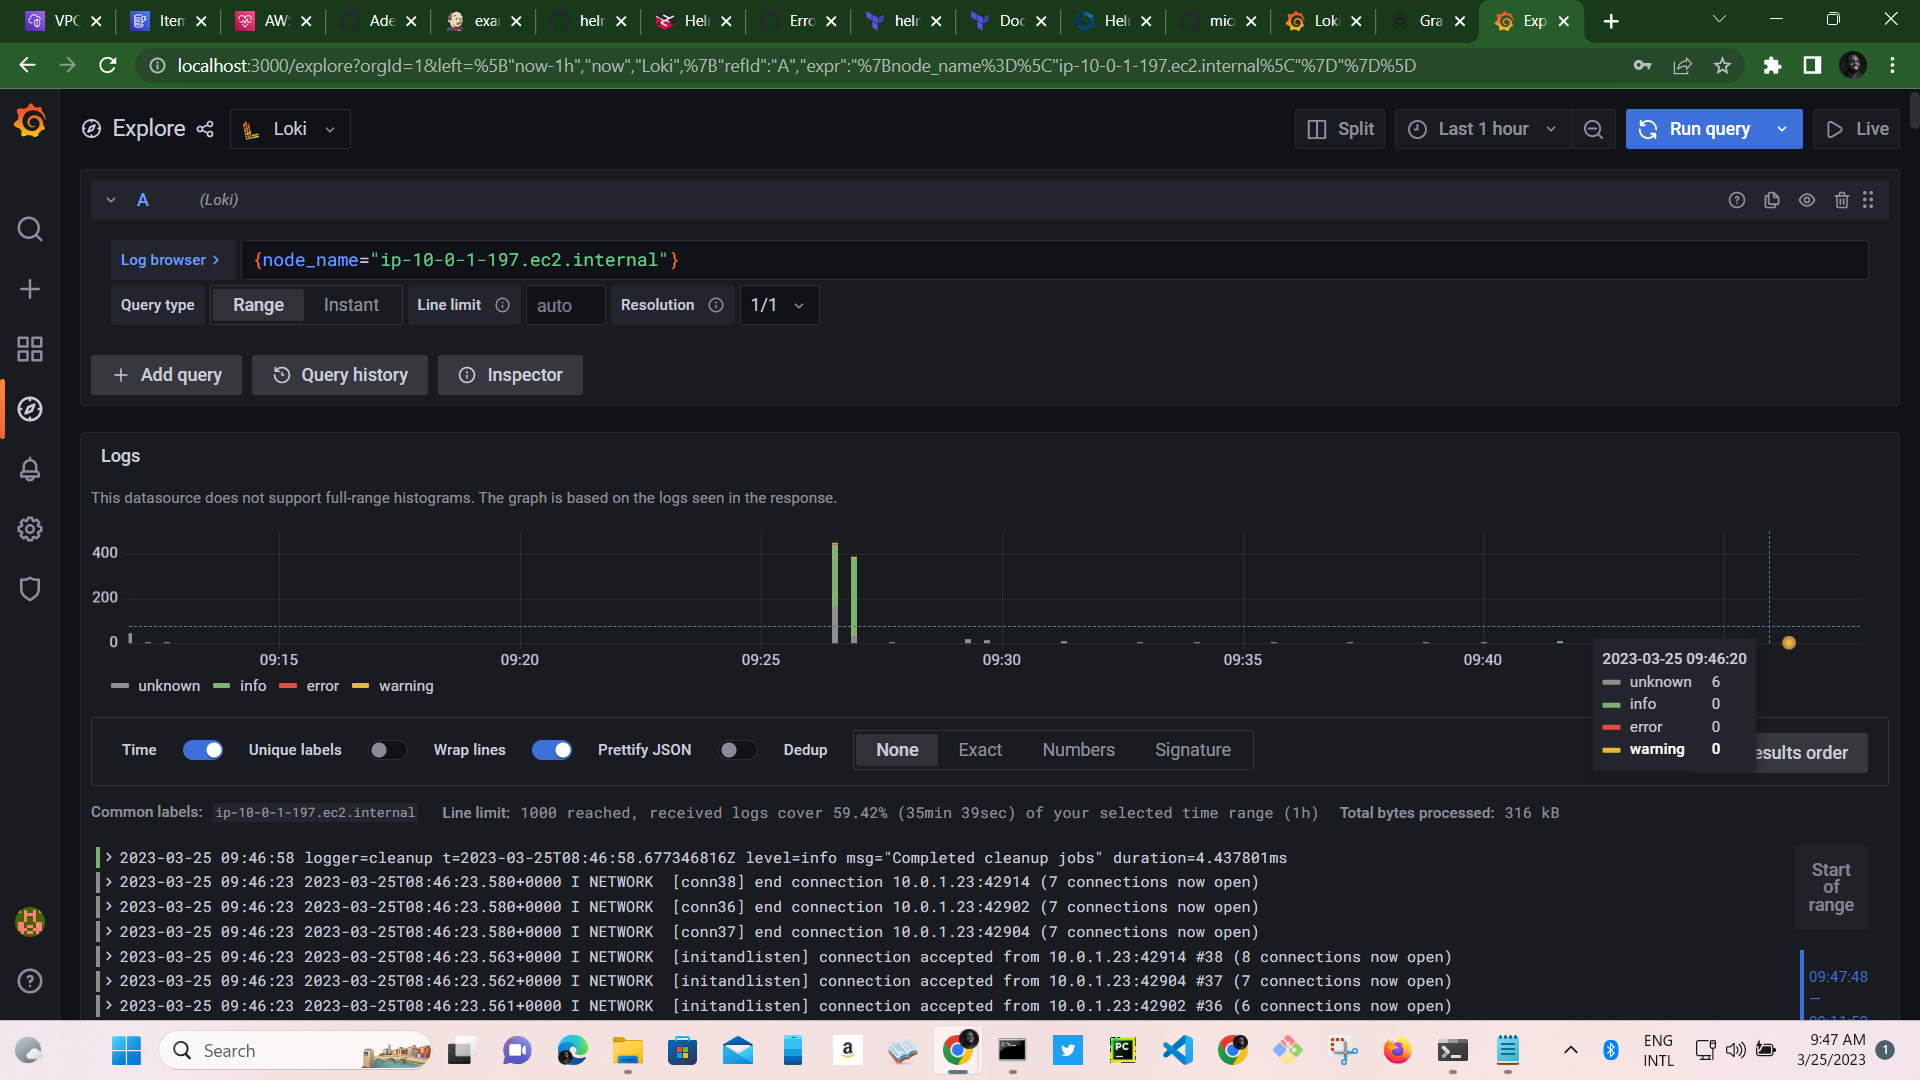 VPC
Item
AWS
Ade
exar
helm
Helm
Erro
helm
Doc
Helm
mic
Loki
Gra
Exp
localhost:3000/explore?orgId=1&left=%5B"now-1h","now","Loki",%7B"refId":"A","expr":"%7Bnode_name%3D%5C"ip-10-0-1-197.ec2.internal%5C"%7D"%7D%5D
Explore
Loki
Split
Last 1 hour
Run query
Live
A (Loki)
Log browser >
{node_name="ip-10-0-1-197.ec2.internal"}
Query type
Range
Instant
Line limit
auto
Resolution
1/1
+ Add query
Query history
Inspector
Logs
This datasource does not support full-range histograms. The graph is based on the logs seen in the response.
400
200
0
09:15
09:20
09:25
09:30
09:35
09:40
unknown
info
error
warning
2023-03-25 09:46:20
unknown 6
info 0
error 0
warning 0
Time
Unique labels
Wrap lines
Prettify JSON
Dedup
None
Exact
Numbers
Signature
esults order
Common labels: ip-10-0-1-197.ec2.internal Line limit: 1000 reached, received logs cover 59.42% (35min 39sec) of your selected time range (1h) Total bytes processed: 316 kB
> 2023-03-25 09:46:58 logger=cleanup t=2023-03-25T08:46:58.677346816Z level=info msg="Completed cleanup jobs" duration=4.437801ms
> 2023-03-25 09:46:23 2023-03-25T08:46:23.580+0000 I NETWORK [conn38] end connection 10.0.1.23:42914 (7 connections now open)
> 2023-03-25 09:46:23 2023-03-25T08:46:23.580+0000 I NETWORK [conn36] end connection 10.0.1.23:42902 (7 connections now open)
> 2023-03-25 09:46:23 2023-03-25T08:46:23.580+0000 I NETWORK [conn37] end connection 10.0.1.23:42904 (7 connections now open)
> 2023-03-25 09:46:23 2023-03-25T08:46:23.563+0000 I NETWORK [initandlisten] connection accepted from 10.0.1.23:42914 #38 (8 connections now open)
> 2023-03-25 09:46:23 2023-03-25T08:46:23.562+0000 I NETWORK [initandlisten] connection accepted from 10.0.1.23:42904 #37 (7 connections now open)
> 2023-03-25 09:46:23 2023-03-25T08:46:23.561+0000 I NETWORK [initandlisten] connection accepted from 10.0.1.23:42902 #36 (6 connections now open)
Start
of
range
09:47:48
—
Search
ENG
INTL
9:47 AM
3/25/2023
1